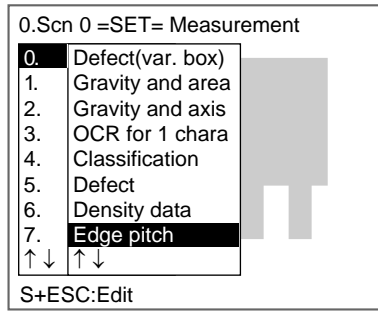 0.Scn 0 =SET= Measurement
0. Defect(var. box)
1. Gravity and area
2. Gravity and axis
3. OCR for 1 chara
4. Classification
5. Defect
6. Density data
7. Edge pitch
↑↓ ↑↓
S+ESC:Edit